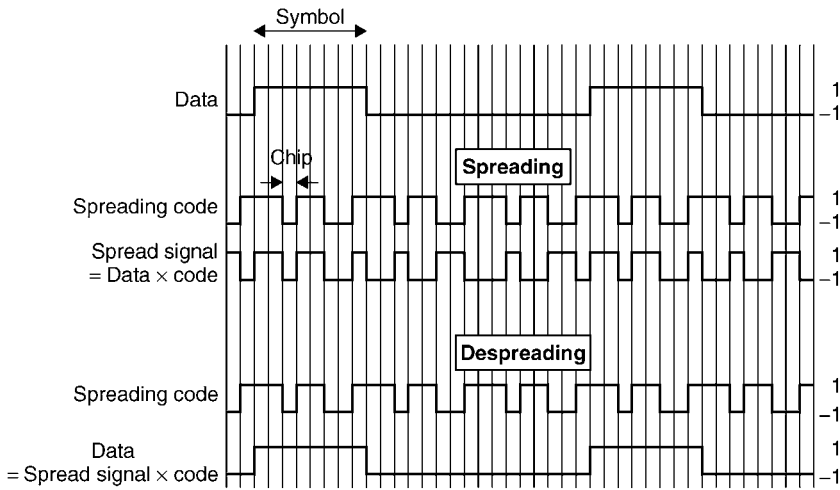 Symbol
Data
1
–1
Chip
Spreading
Spreading code
1
–1
Spread signal
= Data × code
1
–1
Despreading
Spreading code
1
–1
Data
= Spread signal × code
1
–1